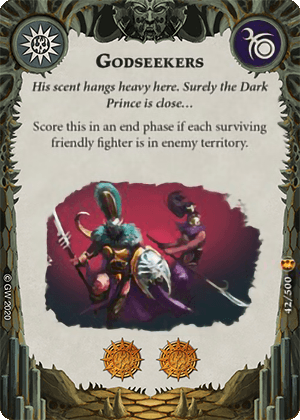 GODSEEKERS
His scent hangs heavy here. Surely the Dark
Prince is close…
Score this in an end phase if each surviving
friendly fighter is in enemy territory.
© GW 2020
42/500